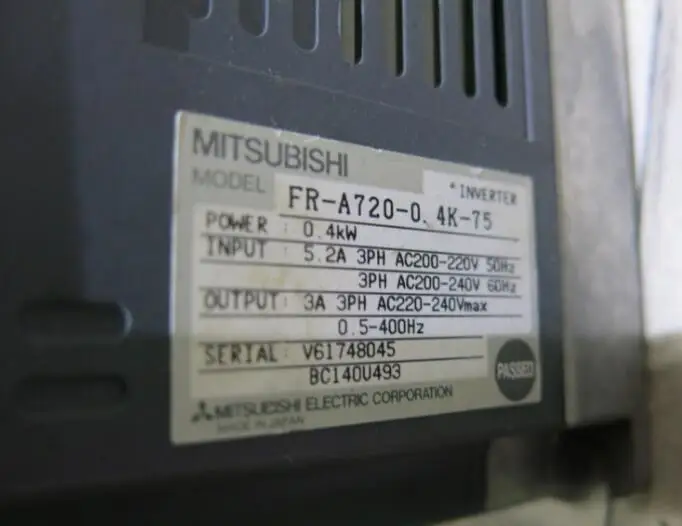 MITSUBISHI
MODEL FR-A720-0.4K-75 *INVERTER
POWER : 0.4kW
INPUT : 5.2A 3PH AC200-220V 50Hz
3PH AC200-240V 60Hz
OUTPUT : 3A 3PH AC220-240Vmax
0.5-400Hz
SERIAL : V61748045
BC140U493
PASSED
MITSUBISHI ELECTRIC CORPORATION
MADE IN JAPAN